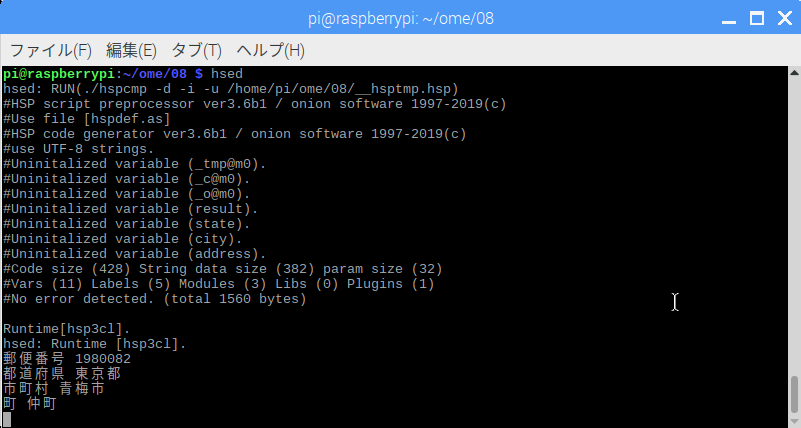 pi@raspberrypi: ~/ome/08
ファイル(F) 編集(E) タブ(T) ヘルプ(H)
pi@raspberrypi:~/ome/08 $ hsed
hsed: RUN(./hspcmp -d -i -u /home/pi/ome/08/__hsptmp.hsp)
#HSP script preprocessor ver3.6b1 / onion software 1997-2019(c)
#Use file [hspdef.as]
#HSP code generator ver3.6b1 / onion software 1997-2019(c)
#use UTF-8 strings.
#Uninitalized variable (_tmp@m0).
#Uninitalized variable (_c@m0).
#Uninitalized variable (_o@m0).
#Uninitalized variable (result).
#Uninitalized variable (state).
#Uninitalized variable (city).
#Uninitalized variable (address).
#Code size (428) String data size (382) param size (32)
#Vars (11) Labels (5) Modules (3) Libs (0) Plugins (1)
#No error detected. (total 1560 bytes)
Runtime[hsp3cl].
hsed: Runtime [hsp3cl].
郵便番号 1980082
都道府県 東京都
市町村 青梅市
町 仲町